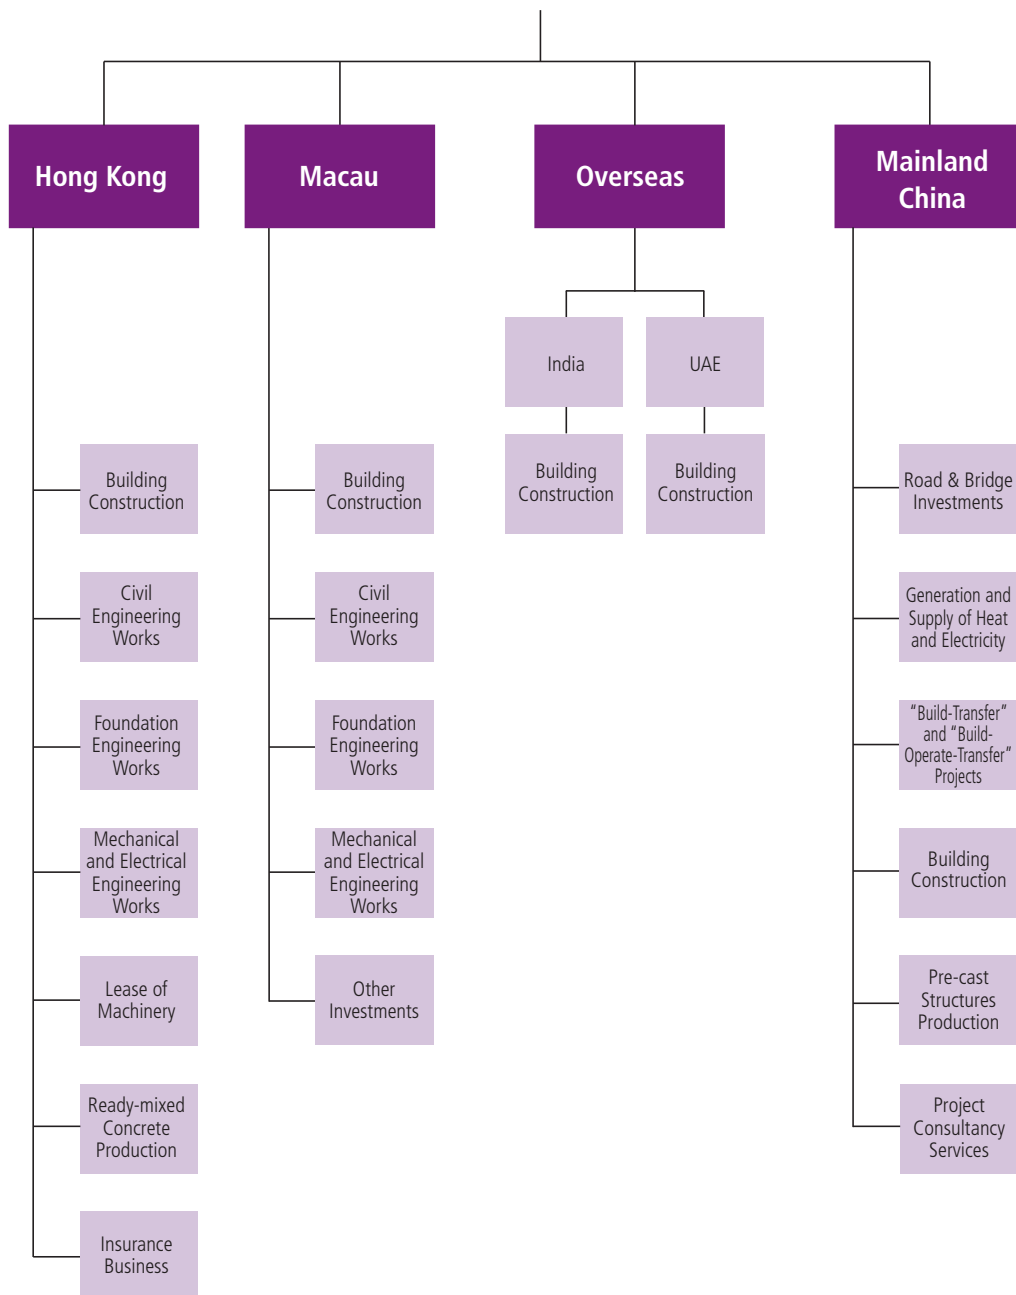 Hong Kong
Macau
Overseas
Mainland
China
India
UAE
Building
Construction
Building
Construction
Building
Construction
Building
Construction
Road & Bridge
Investments
Civil
Engineering
Works
Civil
Engineering
Works
Generation and
Supply of Heat
and Electricity
Foundation
Engineering
Works
Foundation
Engineering
Works
“Build-Transfer“
and “Build-
Operate-Transfer“
Projects
Mechanical
and Electrical
Engineering
Works
Mechanical
and Electrical
Engineering
Works
Building
Construction
Lease of
Machinery
Other
Investments
Pre-cast
Structures
Production
Ready-mixed
Concrete
Production
Project
Consultancy
Services
Insurance
Business